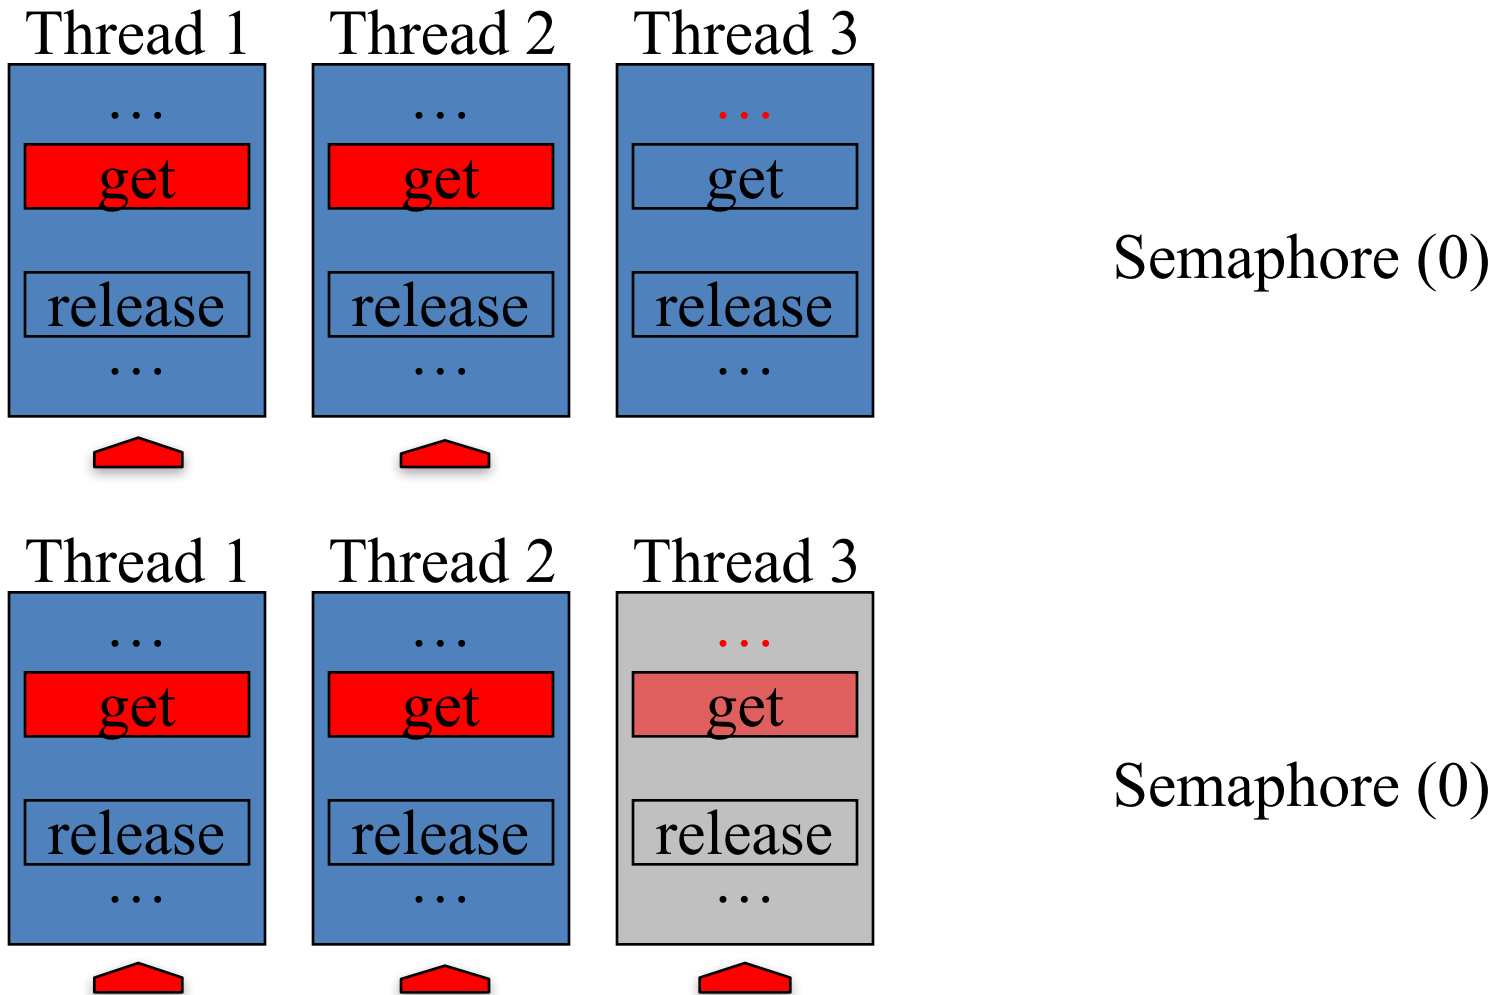 Thread 1 Thread 2 Thread 3
... ... ...
get get get
Semaphore (0)
release release release
... ... ...
Thread 1 Thread 2 Thread 3
... ... ...
get get get
Semaphore (0)
release release release
... ... ...